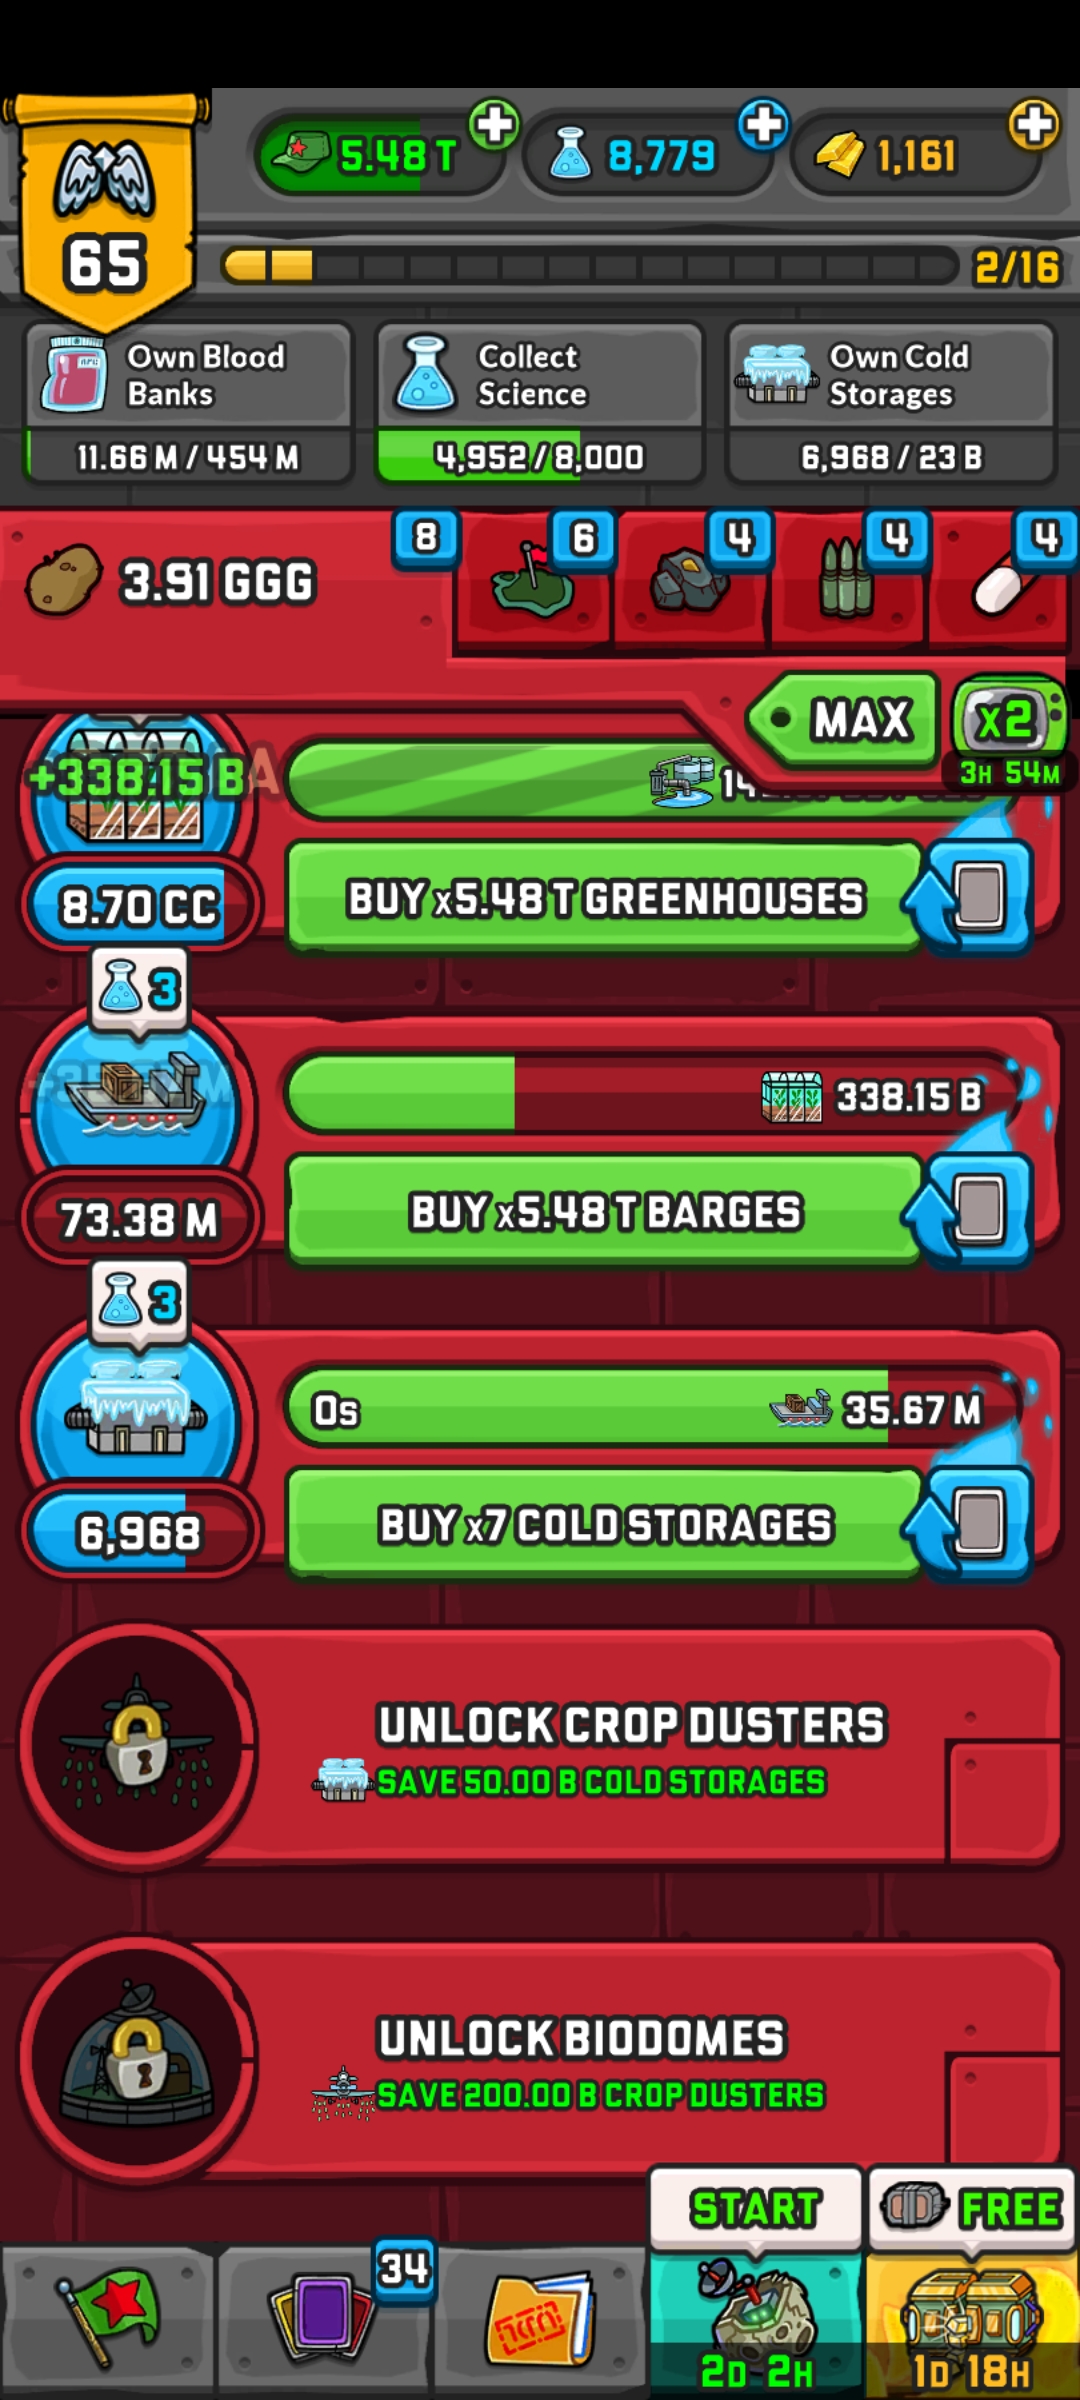 5.48 T
8,779
1,161
65
2/16
Own Blood
Banks
11.66 M / 454 M
Collect
Science
4,952/8,000
Own Cold
Storages
6,968 / 23 B
3.91 GGG
8
6
4
4
4
MAX
x2
3H 54M
+338.15 B
8.70 CC
BUY x5.48 T GREENHOUSES
3
338.15 B
73.38 M
BUY x5.48 T BARGES
3
0s
35.67 M
6,968
BUY x7 COLD STORAGES
UNLOCK CROP DUSTERS
SAVE 50.00 B COLD STORAGES
UNLOCK BIODOMES
SAVE 200.00 B CROP DUSTERS
START
FREE
34
2D 2H
1D 18H